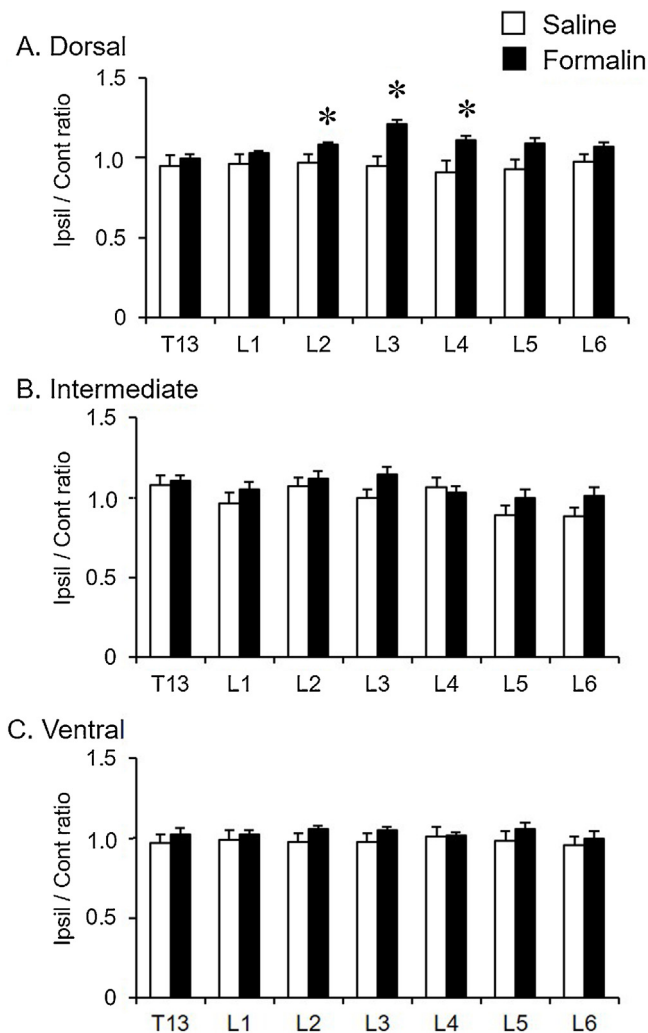 Saline
A. Dorsal
Formalin
1.5
* * *
1.0
0.5
0
Ipsil / Cont ratio
T13 L1 L2 L3 L4 L5 L6
B. Intermediate
1.5
1.0
0.5
0
Ipsil / Cont ratio
T13 L1 L2 L3 L4 L5 L6
C. Ventral
1.5
1.0
0.5
0
Ipsil / Cont ratio
T13 L1 L2 L3 L4 L5 L6